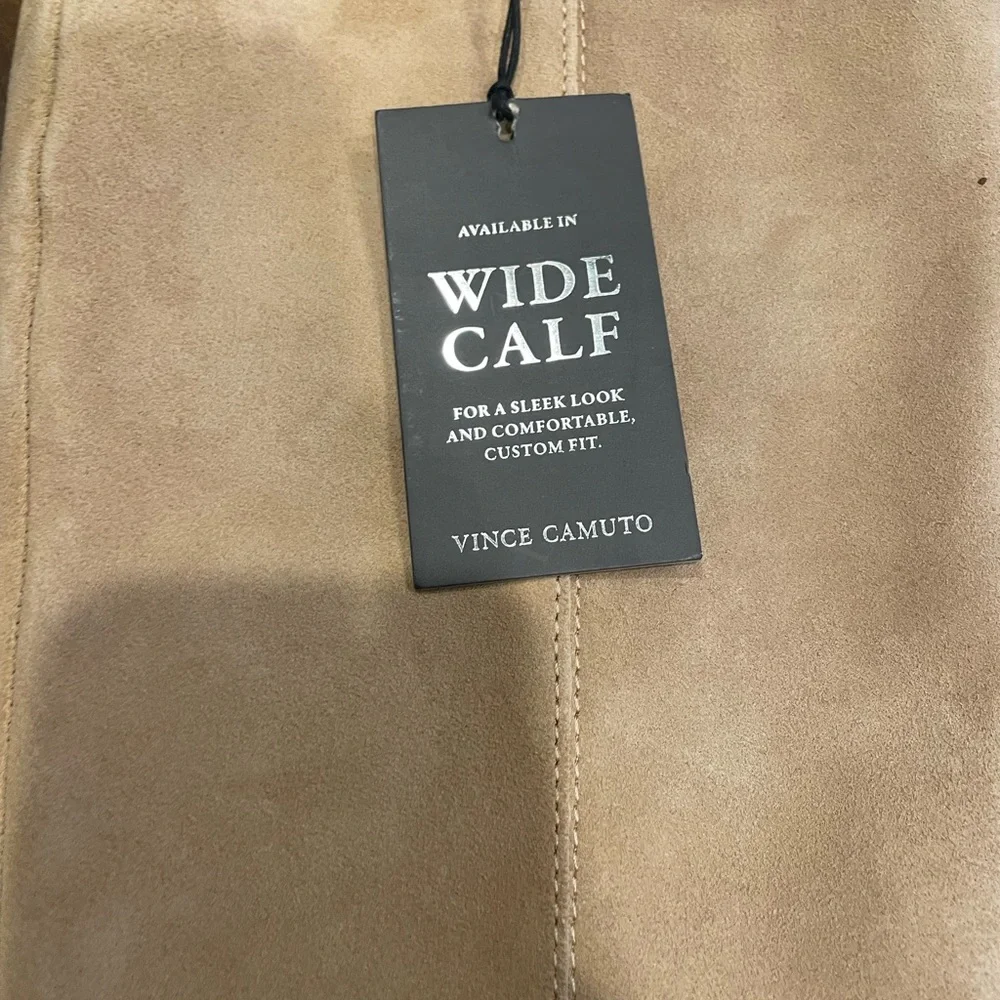 AVAILABLE IN
WIDE
CALF
FOR A SLEEK LOOK
AND COMFORTABLE,
CUSTOM FIT.
VINCE CAMUTO